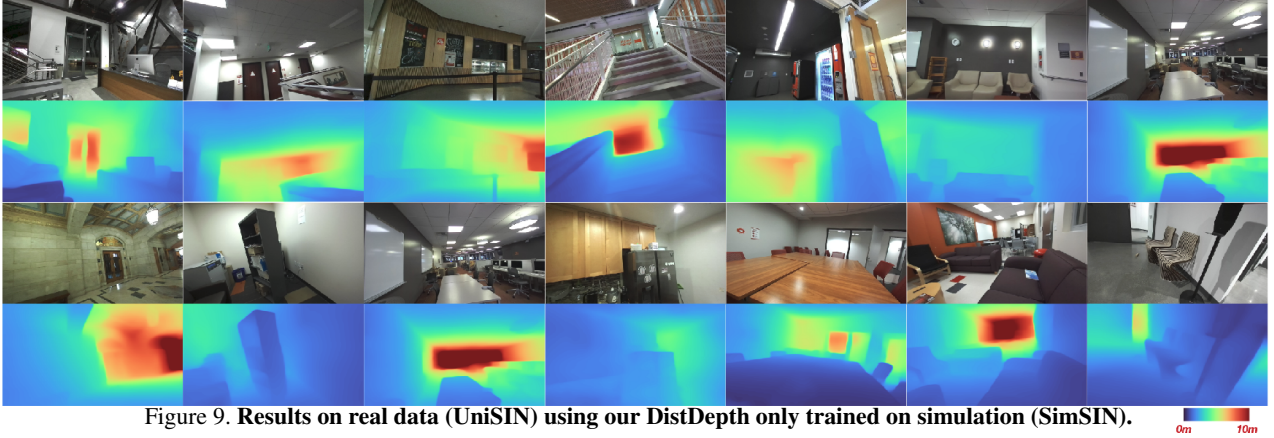 Figure 9. Results on real data (UniSIN) using our DistDepth only trained on simulation (SimSIN).
0m 10m